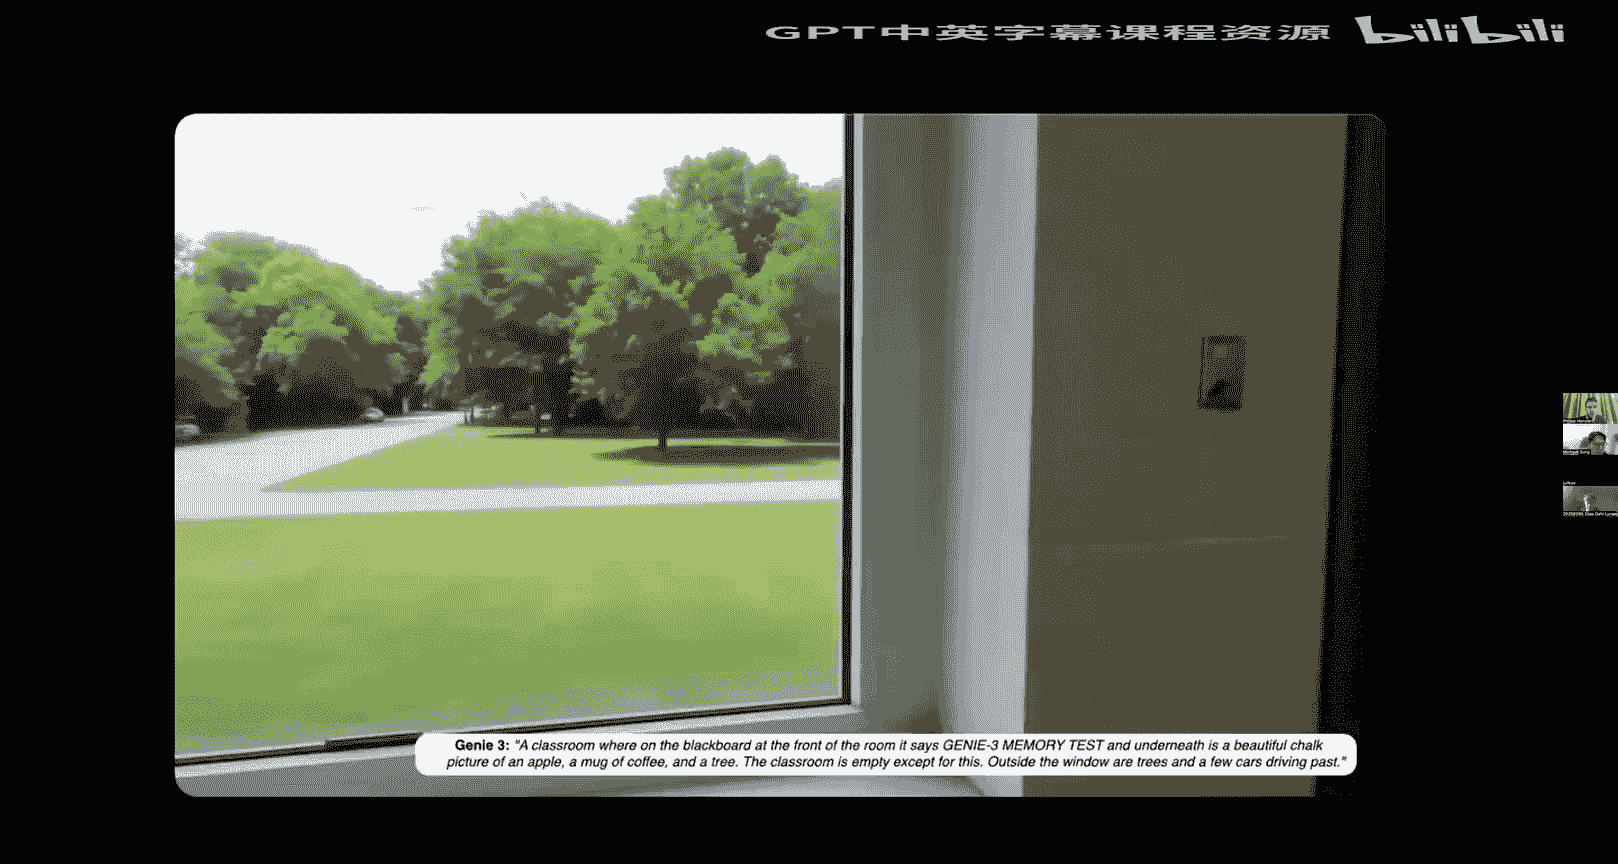 GPT中英字幕课程资源 bilibili
Genie 3: "A classroom where on the blackboard at the front of the room it says GENIE-3 MEMORY TEST and underneath is a beautiful chalk
picture of an apple, a mug of coffee, and a tree. The classroom is empty except for this. Outside the window are trees and a few cars driving past."